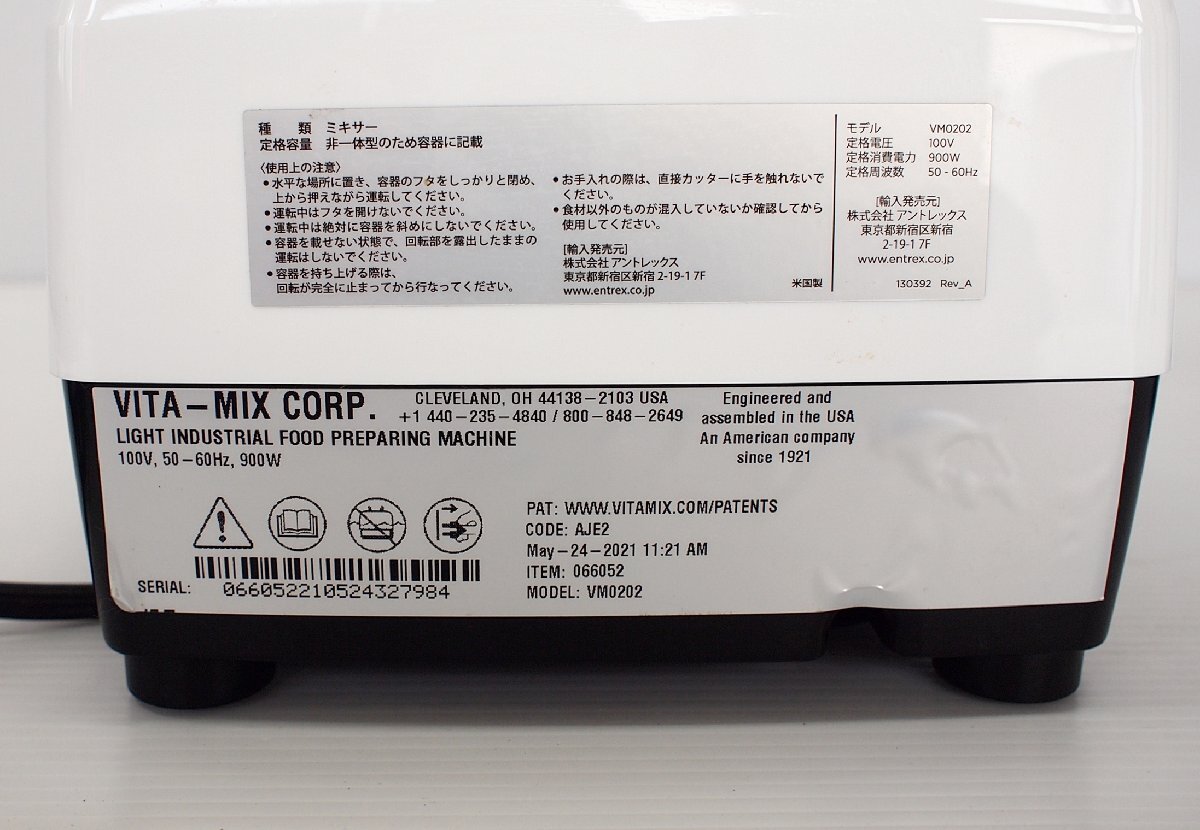 種　類　ミキサー
定格容量　非一体型のため容器に記載
〈使用上の注意〉
●水平な場所に置き、容器のフタをしっかりと閉め、
上から押えながら運転してください。
●運転中はフタを開けないでください。
●運転中は絶対に容器を斜めにしないでください。
●容器を載せない状態で、回転部を露出したままの
運転はしないでください。
●容器を持ち上げる際は、
回転が完全に止まってから行なってください。
●お手入れの際は、直接カッターに手を触れないで
ください。
●食材以外のものが混入していないか確認してから
使用してください。
[輸入発売元]
株式会社 アントレックス
東京都新宿区新宿 2-19-1 7F
www.entrex.co.jp
米国製
モデル　VM0202
定格電圧　100V
定格消費電力　900W
定格周波数　50 - 60Hz
[輸入発売元]
株式会社 アントレックス
東京都新宿区新宿
2-19-1 7F
www.entrex.co.jp
130392 Rev_A
VITA-MIX CORP.
CLEVELAND, OH 44138-2103 USA
+1 440-235-4840 / 800-848-2649
LIGHT INDUSTRIAL FOOD PREPARING MACHINE
100V, 50-60Hz, 900W
Engineered and
assembled in the USA
An American company
since 1921
PAT: WWW.VITAMIX.COM/PATENTS
CODE: AJE2
May-24-2021 11:21 AM
ITEM: 066052
MODEL: VM0202
SERIAL: 066052210524327984